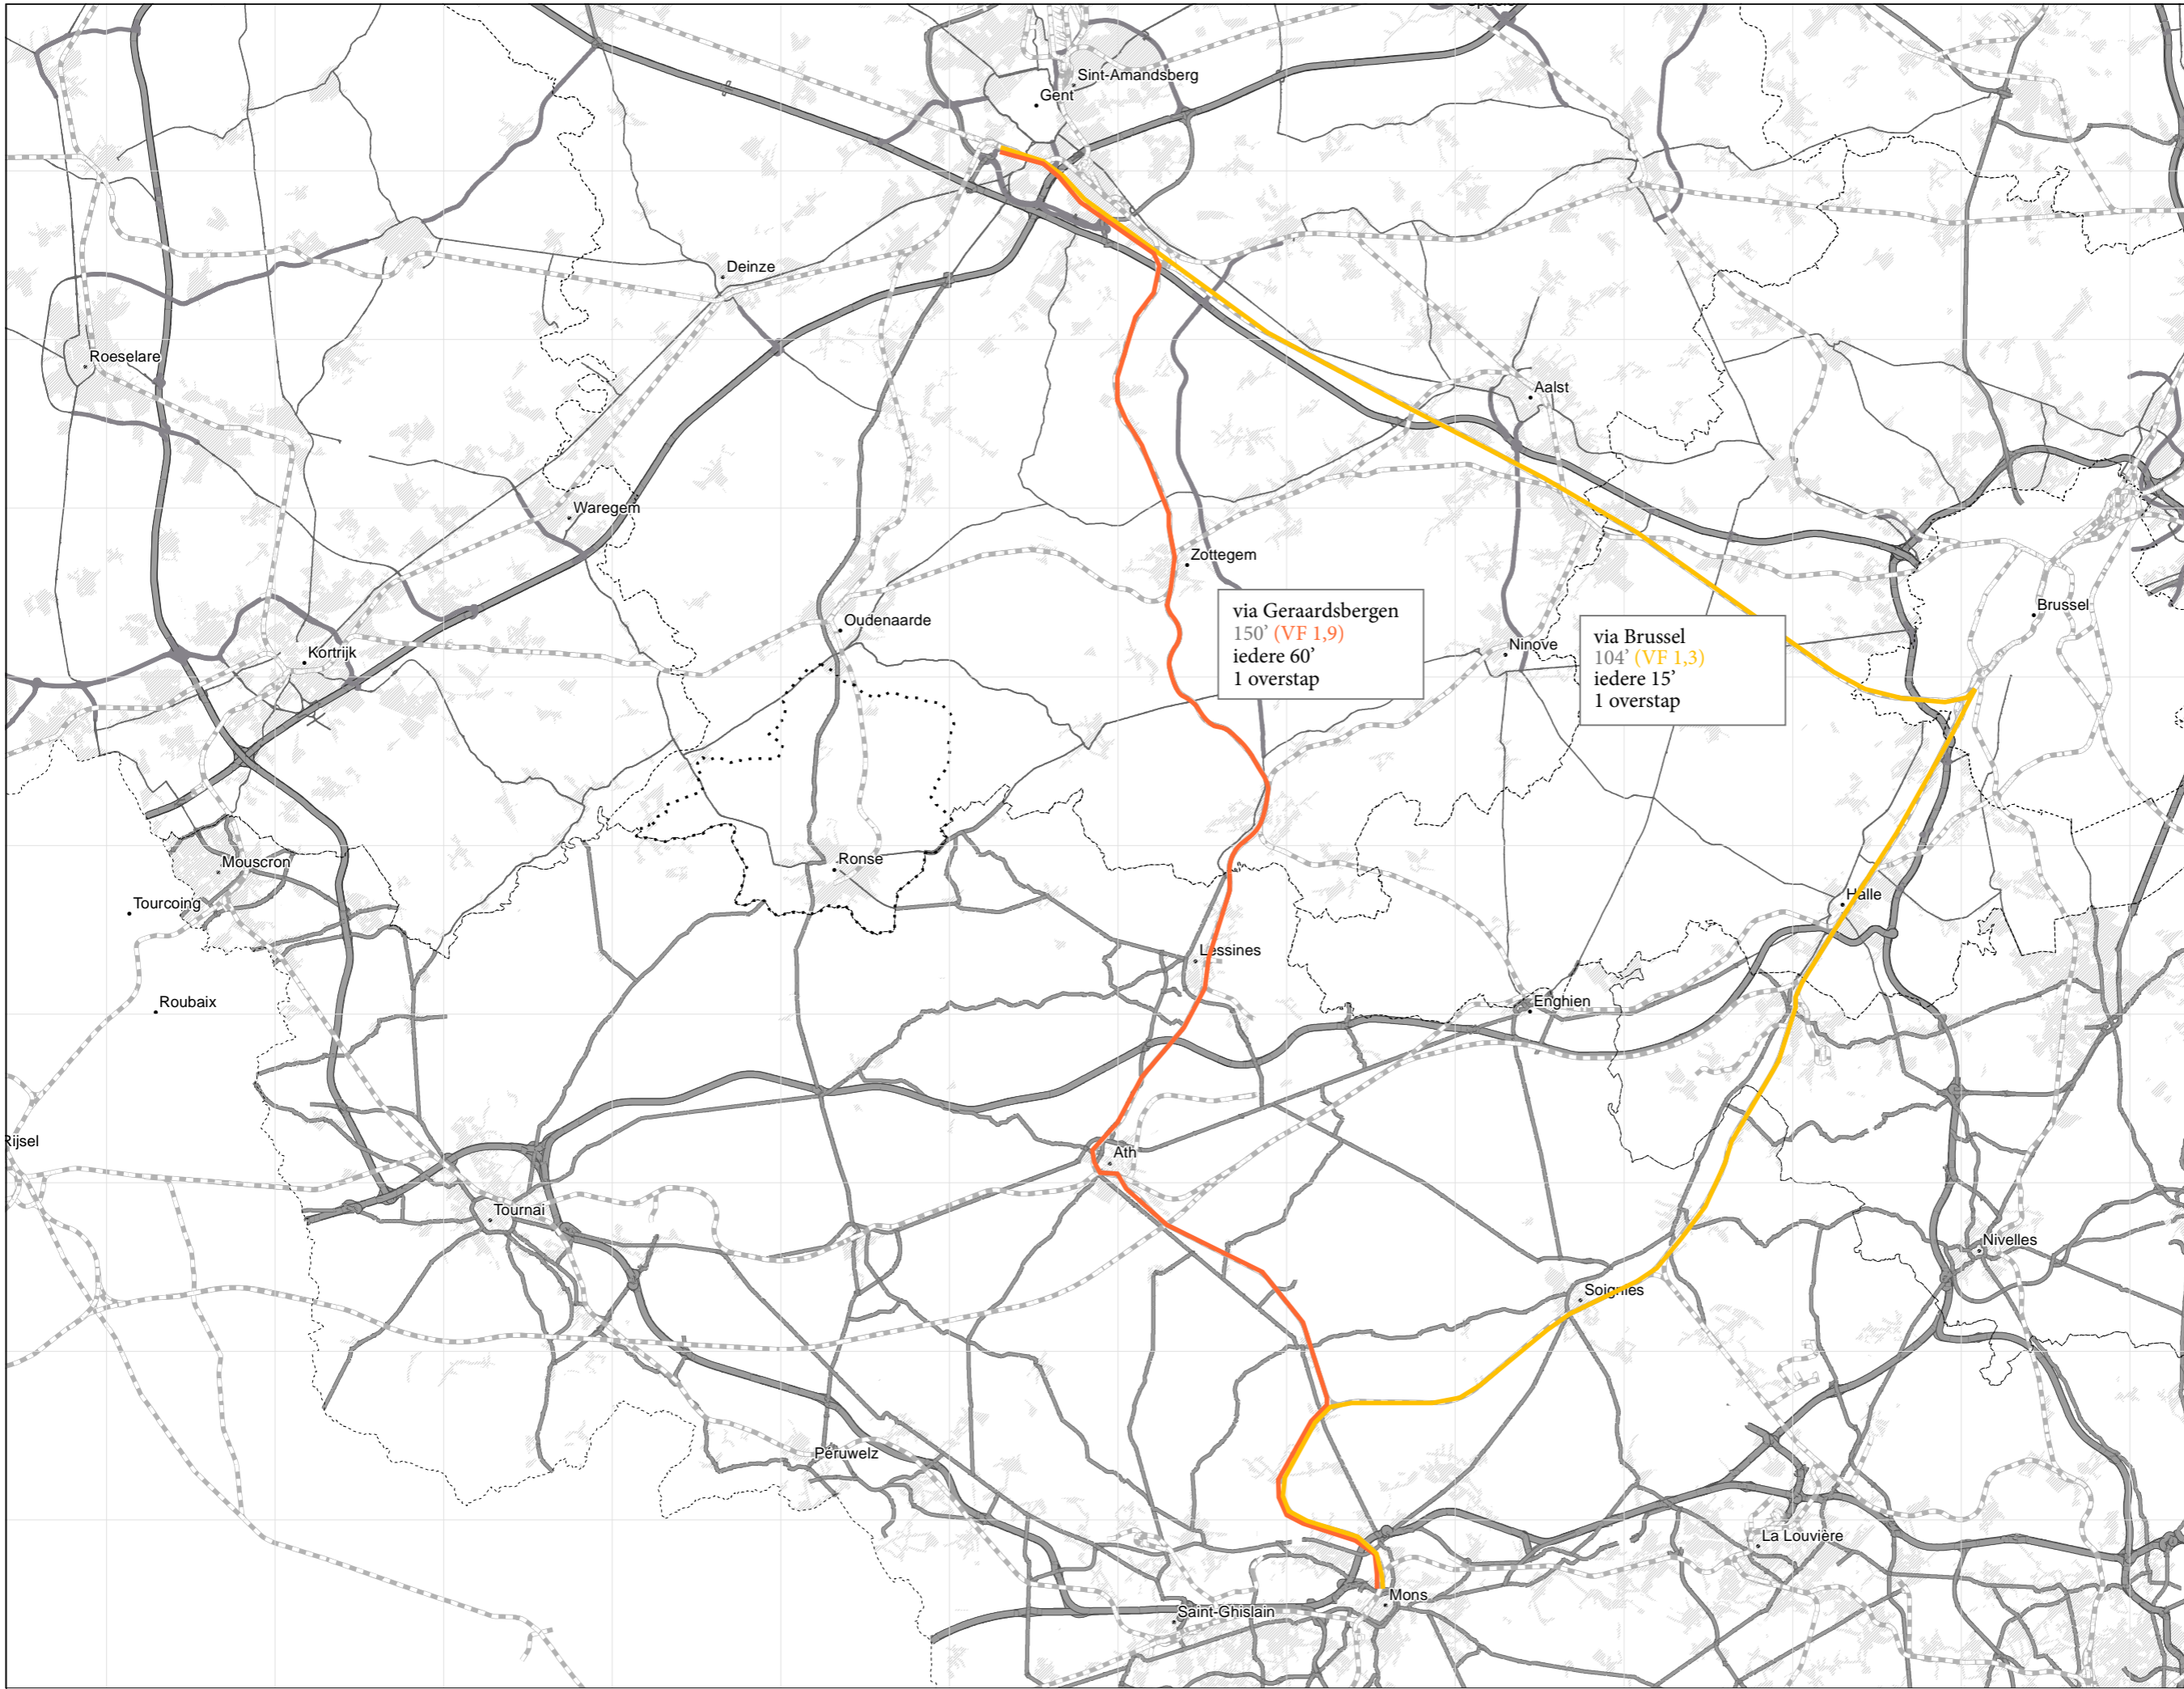 Sint-Amandsberg
Gent
Deinze
Roeselare
Aalst
Waregem
Zottegem
via Geraardsbergen
150’ (VF 1,9)
iedere 60’
1 overstap
Brussel
via Brussel
104’ (VF 1,3)
iedere 15’
1 overstap
Oudenaarde
Ninove
Kortrijk
Mouscron
Ronse
Tourcoing
Halle
Lessines
Roubaix
Enghien
Rijsel
Ath
Tournai
Nivelles
Soignies
Péruwelz
La Louvière
Mons
Saint-Ghislain